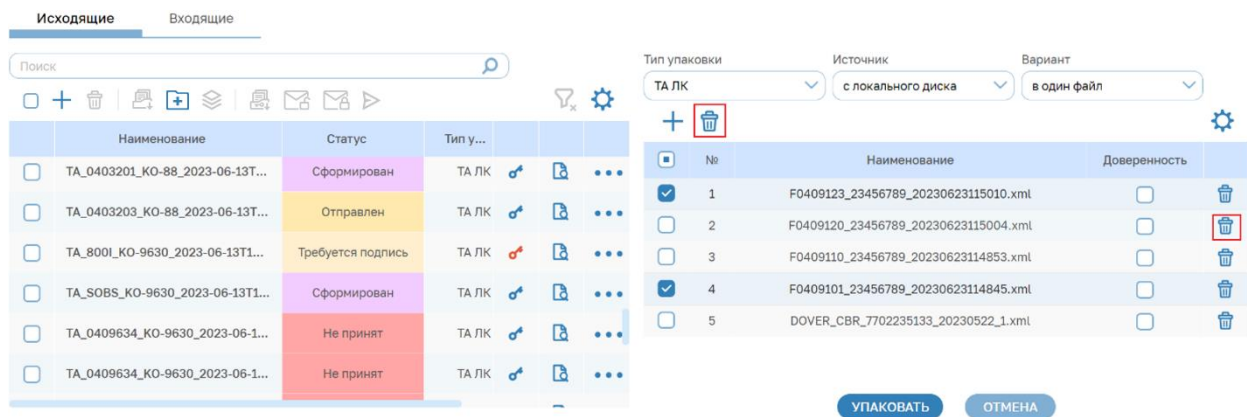 Исходящие Входящие
Поиск
Наименование Статус Тип у...
TA_0403201_KO-88_2023-06-13T... Сформирован ТА ЛК
TA_0403203_KO-88_2023-06-13T... Отправлен ТА ЛК
TA_800I_KO-9630_2023-06-13T1... Требуется подпись ТА ЛК
TA_SOBS_KO-9630_2023-06-13T1... Сформирован ТА ЛК
TA_0409634_KO-9630_2023-06-1... Не принят ТА ЛК
TA_0409634_KO-9630_2023-06-1... Не принят ТА ЛК
Тип упаковки Источник Вариант
ТА ЛК с локального диска в один файл
№ Наименование Доверенность
1 F0409123_23456789_20230623115010.xml
2 F0409120_23456789_20230623115004.xml
3 F0409110_23456789_20230623114853.xml
4 F0409101_23456789_20230623114845.xml
5 DOVER_CBR_7702235133_20230522_1.xml
УПАКОВАТЬ ОТМЕНА